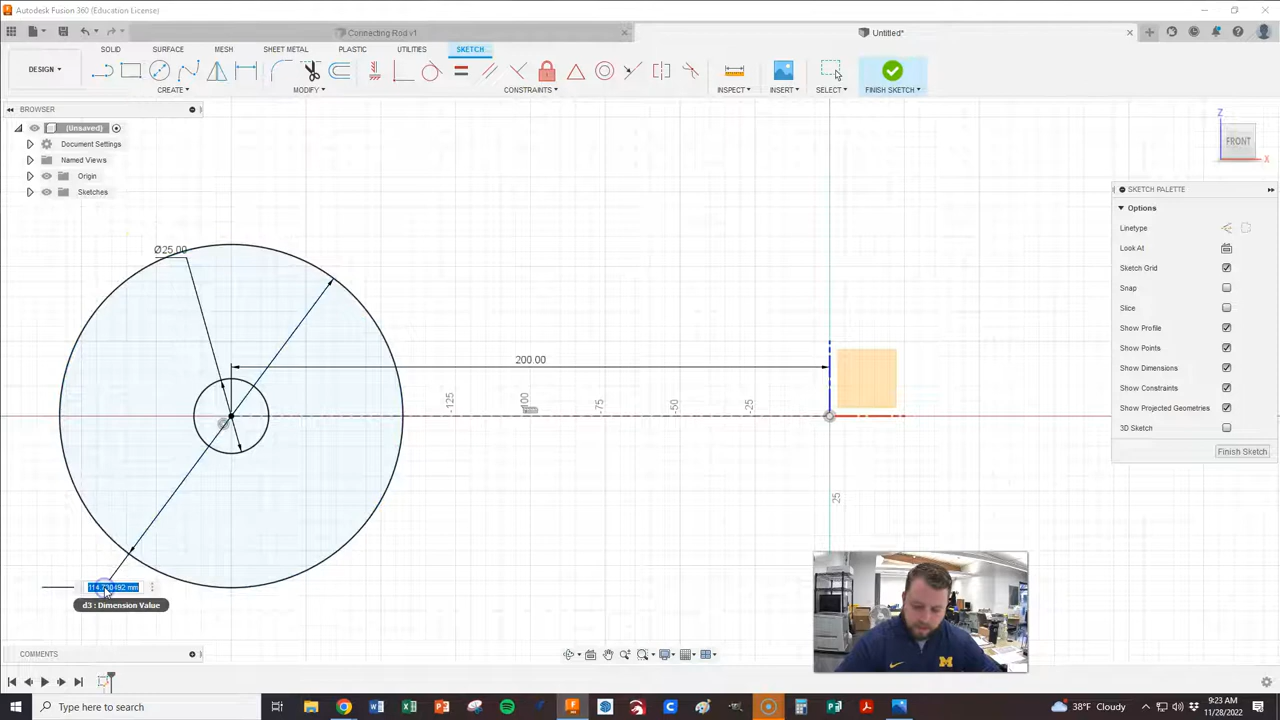 Autodesk Fusion 360 (Education License)
Connecting Rod v1
Untitled*
DESIGN
SOLID SURFACE MESH SHEET METAL PLASTIC UTILITIES SKETCH
CREATE MODIFY CONSTRAINTS INSPECT INSERT SELECT FINISH SKETCH
BROWSER
(Unsaved)
Document Settings
Named Views
Origin
Sketches
Z
FRONT
X
SKETCH PALETTE
Options
Linetype
Look At
Sketch Grid
Snap
Slice
Show Profile
Show Points
Show Dimensions
Show Constraints
Show Projected Geometries
3D Sketch
Finish Sketch
Ø25.00
200.00
-125
-100
-75
-50
-25
25
d3 : Dimension Value
M
COMMENTS
Type here to search
38°F Cloudy
9:23 AM
11/28/2022